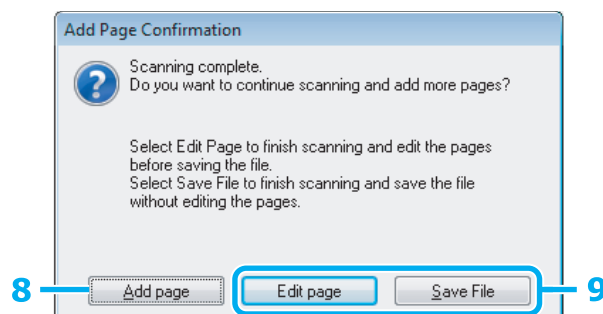 Add Page Confirmation
Scanning complete.
Do you want to continue scanning and add more pages?
Select Edit Page to finish scanning and edit the pages
before saving the file.
Select Save File to finish scanning and save the file
without editing the pages.
8 Add page Edit page Save File 9